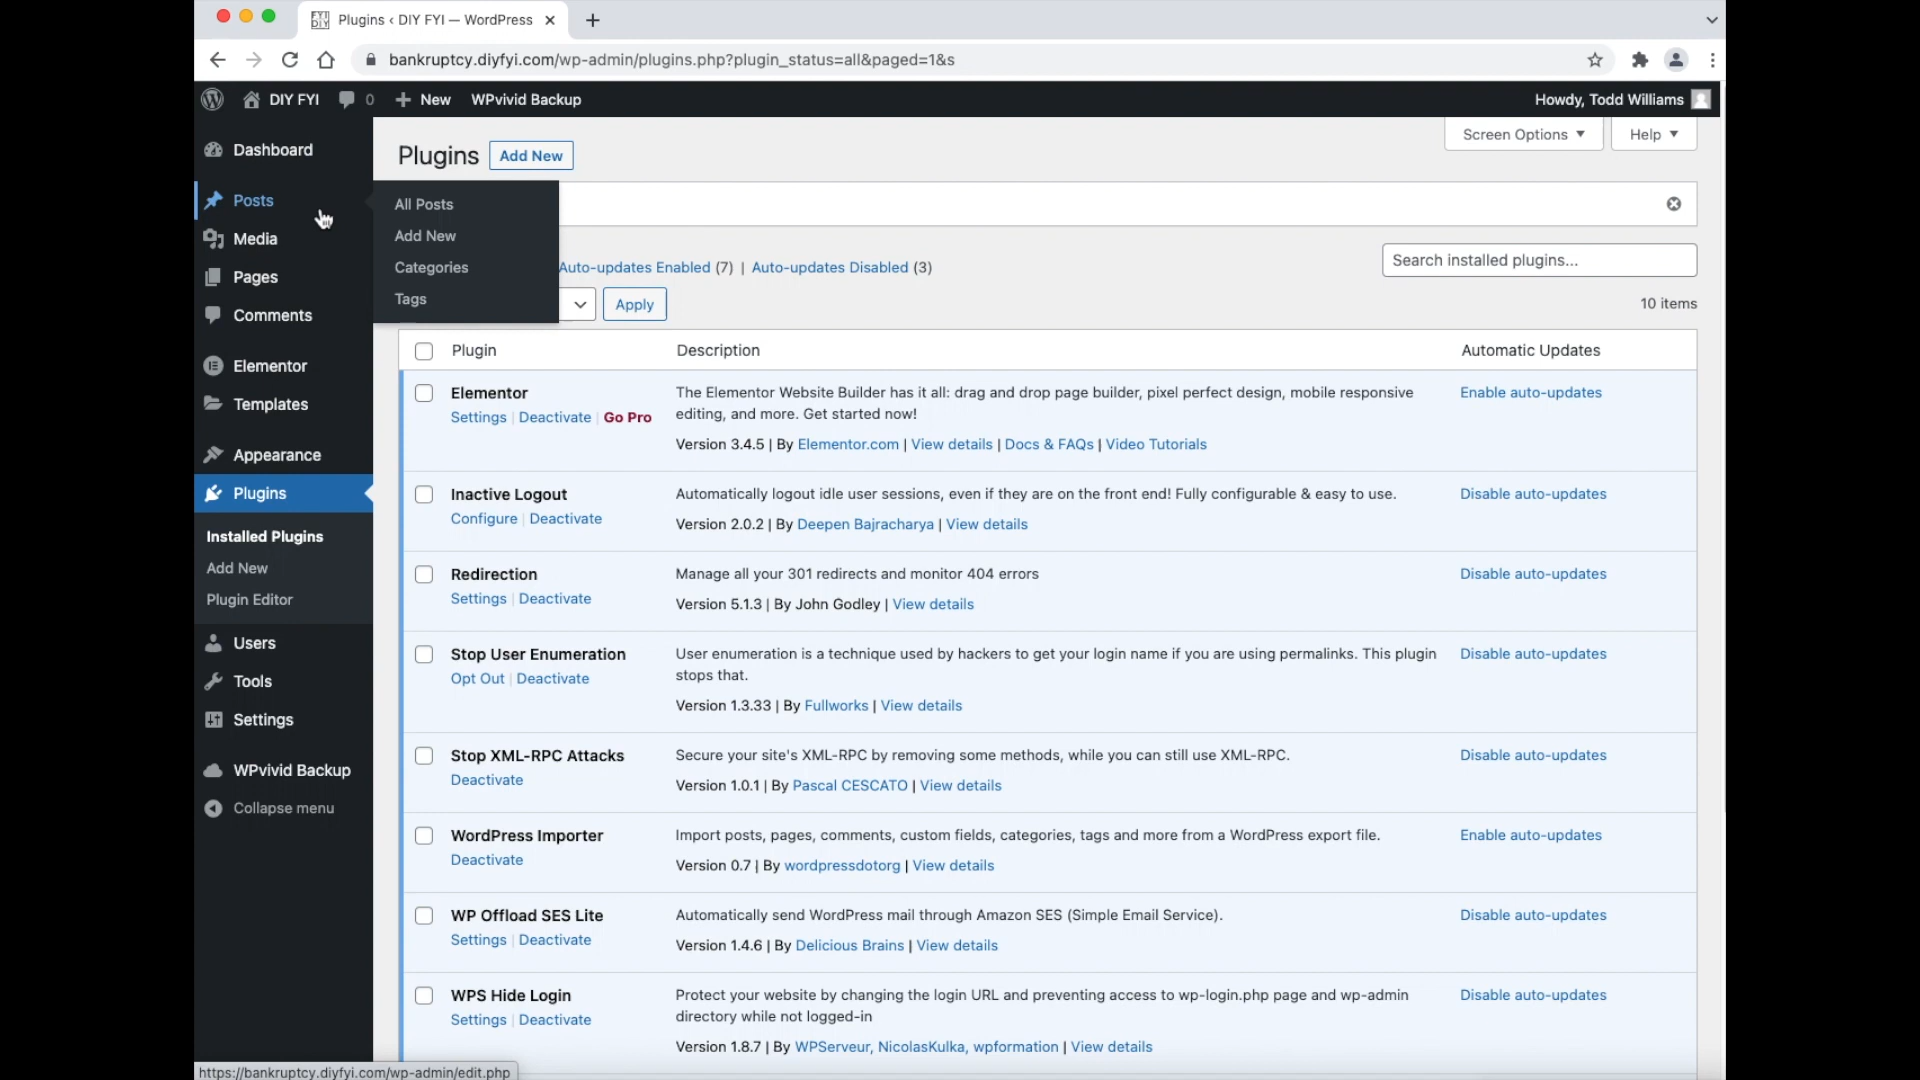 Plugins ‹ DIY FYI — WordPress
bankruptcy.diyfyi.com/wp-admin/plugins.php?plugin_status=all&paged=1&s
DIY FYI 0 New WPvivid Backup Howdy, Todd Williams
Screen Options Help
Dashboard
Posts
Media
Pages
Comments
Elementor
Templates
Appearance
Plugins
Installed Plugins
Add New
Plugin Editor
Users
Tools
Settings
WPvivid Backup
Collapse menu
All Posts
Add New
Categories
Tags
Plugins Add New
Auto-updates Enabled (7) | Auto-updates Disabled (3)
Search installed plugins...
Apply
10 items
Plugin Description Automatic Updates
Elementor
Settings | Deactivate | Go Pro
The Elementor Website Builder has it all: drag and drop page builder, pixel perfect design, mobile responsive
editing, and more. Get started now!
Version 3.4.5 | By Elementor.com | View details | Docs & FAQs | Video Tutorials
Enable auto-updates
Inactive Logout
Configure | Deactivate
Automatically logout idle user sessions, even if they are on the front end! Fully configurable & easy to use.
Version 2.0.2 | By Deepen Bajracharya | View details
Disable auto-updates
Redirection
Settings | Deactivate
Manage all your 301 redirects and monitor 404 errors
Version 5.1.3 | By John Godley | View details
Disable auto-updates
Stop User Enumeration
Opt Out | Deactivate
User enumeration is a technique used by hackers to get your login name if you are using permalinks. This plugin
stops that.
Version 1.3.33 | By Fullworks | View details
Disable auto-updates
Stop XML-RPC Attacks
Deactivate
Secure your site's XML-RPC by removing some methods, while you can still use XML-RPC.
Version 1.0.1 | By Pascal CESCATO | View details
Disable auto-updates
WordPress Importer
Deactivate
Import posts, pages, comments, custom fields, categories, tags and more from a WordPress export file.
Version 0.7 | By wordpressdotorg | View details
Enable auto-updates
WP Offload SES Lite
Settings | Deactivate
Automatically send WordPress mail through Amazon SES (Simple Email Service).
Version 1.4.6 | By Delicious Brains | View details
Disable auto-updates
WPS Hide Login
Settings | Deactivate
Protect your website by changing the login URL and preventing access to wp-login.php page and wp-admin
directory while not logged-in
Version 1.8.7 | By WPServeur, NicolasKulka, wpformation | View details
Disable auto-updates
https://bankruptcy.diyfyi.com/wp-admin/edit.php